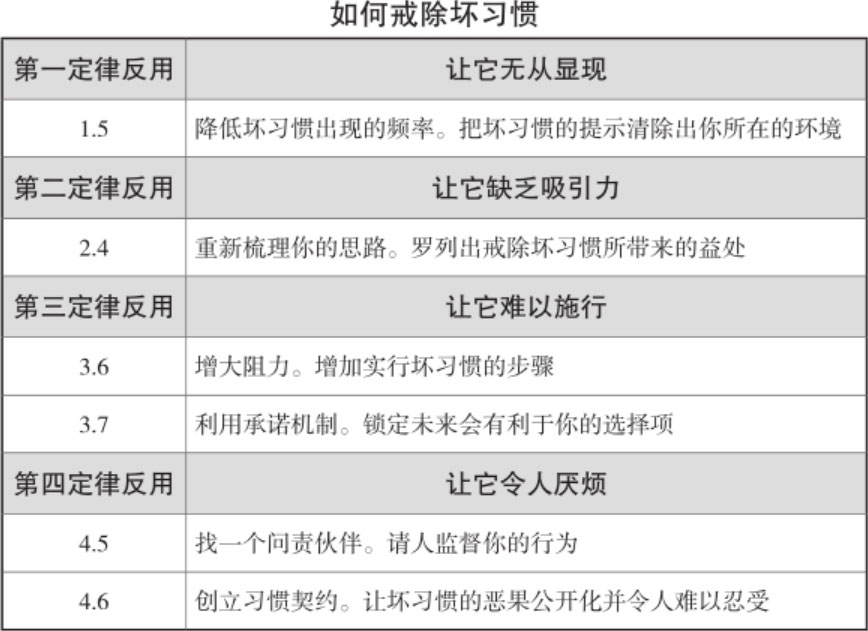 如何戒除坏习惯
第一定律反用 让它无从显现
1.5 降低坏习惯出现的频率。把坏习惯的提示清除出你所在的环境
第二定律反用 让它缺乏吸引力
2.4 重新梳理你的思路。罗列出戒除坏习惯所带来的益处
第三定律反用 让它难以施行
3.6 增大阻力。增加实行坏习惯的步骤
3.7 利用承诺机制。锁定未来会有利于你的选择项
第四定律反用 让它令人厌烦
4.5 找一个问责伙伴。请人监督你的行为
4.6 创立习惯契约。让坏习惯的恶果公开化并令人难以忍受